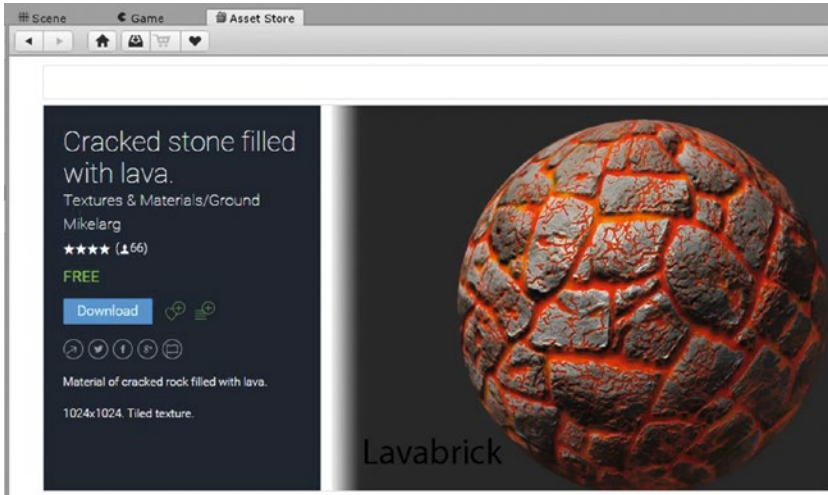 Scene
Game
Asset Store
Cracked stone filled
with lava.
Textures & Materials/Ground
Mikelarg
★★★★ (66)
FREE
Download
Material of cracked rock filled with lava.
1024x1024. Tiled texture.
Lavabrick